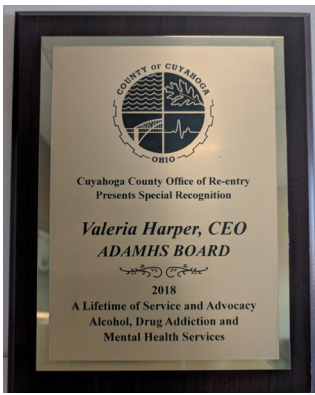 COUNTY OF CUYAHOGA
OHIO
Cuyahoga County Office of Re-entry
Presents Special Recognition
Valeria Harper, CEO
ADAMHS BOARD
2018
A Lifetime of Service and Advocacy
Alcohol, Drug Addiction and
Mental Health Services